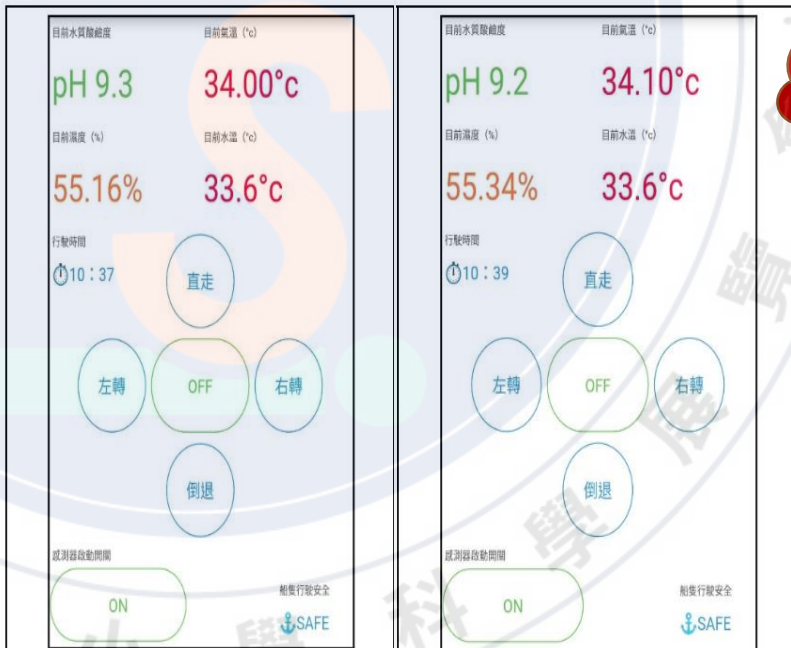 目前水質酸鹼度 目前氣溫 (°c)
pH 9.3 34.00°c
目前濕度 (%) 目前水溫 (°c)
55.16% 33.6°c
行駛時間
10：37
直走
左轉 OFF 右轉
倒退
感測器啟動開關
ON
船隻行駛安全
SAFE
目前水質酸鹼度 目前氣溫 (°c)
pH 9.2 34.10°c
目前濕度 (%) 目前水溫 (°c)
55.34% 33.6°c
行駛時間
10：39
直走
左轉 OFF 右轉
倒退
感測器啟動開關
ON
船隻行駛安全
SAFE
學科學展覽